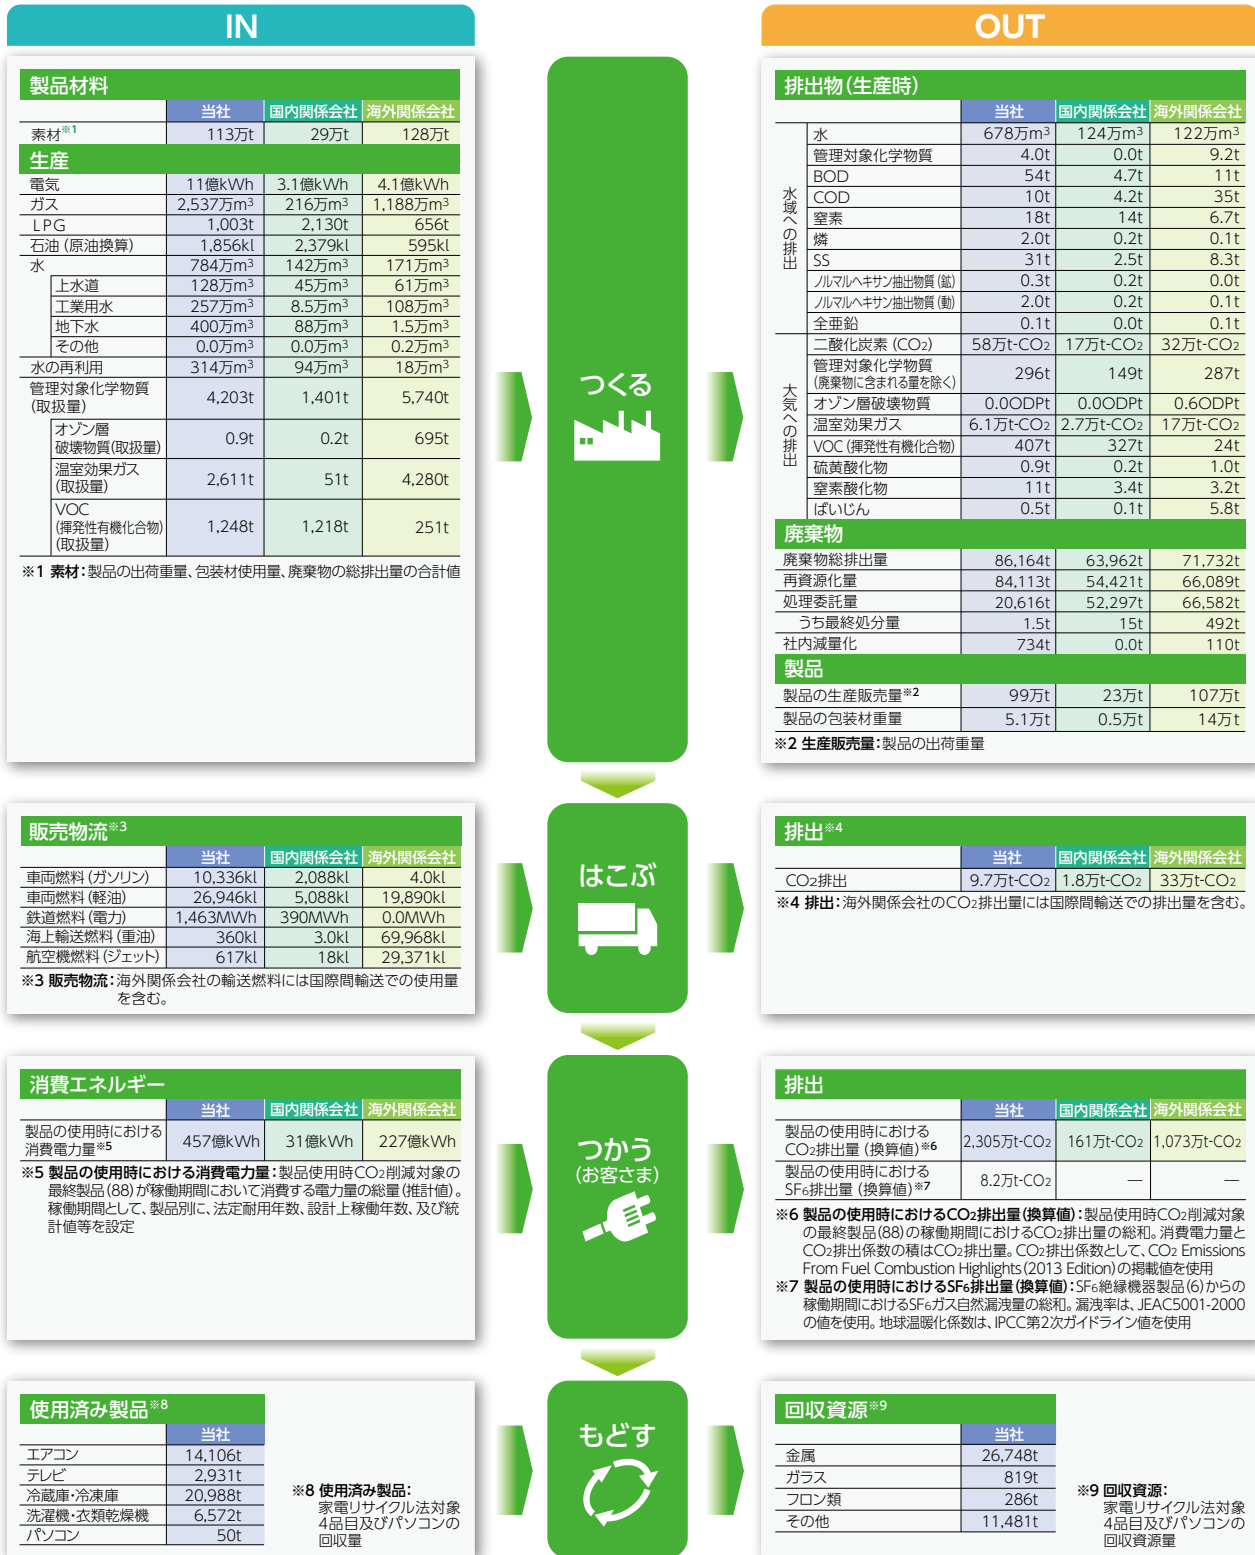 IN
製品材料
当社 国内関係会社 海外関係会社
素材※1 113万t 29万t 128万t
生産
電気 11億kWh 3.1億kWh 4.1億kWh
ガス 2,537万m³ 216万m³ 1,188万m³
LPG 1,003t 2,130t 656t
石油（原油換算） 1,856kl 2,379kl 595kl
水 784万m³ 142万m³ 171万m³
上水道 128万m³ 45万m³ 61万m³
工業用水 257万m³ 8.5万m³ 108万m³
地下水 400万m³ 88万m³ 1.5万m³
その他 0.0万m³ 0.0万m³ 0.2万m³
水の再利用 314万m³ 94万m³ 18万m³
管理対象化学物質
(取扱量) 4,203t 1,401t 5,740t
オゾン層
破壊物質(取扱量) 0.9t 0.2t 695t
温室効果ガス
(取扱量) 2,611t 51t 4,280t
VOC
(揮発性有機化合物)
(取扱量) 1,248t 1,218t 251t
※1 素材：製品の出荷重量、包装材使用量、廃棄物の総排出量の合計値
つくる
OUT
排出物（生産時）
当社 国内関係会社 海外関係会社
水域への排出
水 678万m³ 124万m³ 122万m³
管理対象化学物質 4.0t 0.0t 9.2t
BOD 54t 4.7t 11t
COD 10t 4.2t 35t
窒素 18t 14t 6.7t
燐 2.0t 0.2t 0.1t
SS 31t 2.5t 8.3t
ノルマルヘキサン抽出物質（鉱） 0.3t 0.2t 0.0t
ノルマルヘキサン抽出物質（動） 2.0t 0.2t 0.1t
全亜鉛 0.1t 0.0t 0.1t
大気への排出
二酸化炭素（CO₂） 58万t-CO₂ 17万t-CO₂ 32万t-CO₂
管理対象化学物質
(廃棄物に含まれる量を除く) 296t 149t 287t
オゾン層破壊物質 0.0ODPt 0.0ODPt 0.6ODPt
温室効果ガス 6.1万t-CO₂ 2.7万t-CO₂ 17万t-CO₂
VOC（揮発性有機化合物） 407t 327t 24t
硫黄酸化物 0.9t 0.2t 1.0t
窒素酸化物 11t 3.4t 3.2t
ばいじん 0.5t 0.1t 5.8t
廃棄物
廃棄物総排出量 86,164t 63,962t 71,732t
再資源化量 84,113t 54,421t 66,089t
処理委託量 20,616t 52,297t 66,582t
うち最終処分量 1.5t 15t 492t
社内減量化 734t 0.0t 110t
製品
製品の生産販売量※2 99万t 23万t 107万t
製品の包装材重量 5.1万t 0.5万t 14万t
※2 生産販売量：製品の出荷重量
販売物流※3
当社 国内関係会社 海外関係会社
車両燃料（ガソリン） 10,336kl 2,088kl 4.0kl
車両燃料（軽油） 26,946kl 5,088kl 19,890kl
鉄道燃料（電力） 1,463MWh 390MWh 0.0MWh
海上輸送燃料（重油） 360kl 3.0kl 69,968kl
航空機燃料（ジェット） 617kl 18kl 29,371kl
※3 販売物流：海外関係会社の輸送燃料には国際間輸送での使用量
を含む。
はこぶ
排出※4
当社 国内関係会社 海外関係会社
CO₂排出 9.7万t-CO₂ 1.8万t-CO₂ 33万t-CO₂
※4 排出：海外関係会社のCO₂排出量には国際間輸送での排出量を含む。
消費エネルギー
当社 国内関係会社 海外関係会社
製品の使用時における
消費電力量※5 457億kWh 31億kWh 227億kWh
※5 製品の使用時における消費電力量：製品使用時CO₂削減対象の
最終製品（88）が稼働期間において消費する電力量の総量（推計値）。
稼働期間として、製品別に、法定耐用年数、設計上稼働年数、及び統
計値等を設定
つかう
（お客さま）
排出
当社 国内関係会社 海外関係会社
製品の使用時における
CO₂排出量（換算値）※6 2,305万t-CO₂ 161万t-CO₂ 1,073万t-CO₂
製品の使用時における
SF₆排出量（換算値）※7 8.2万t-CO₂ — —
※6 製品の使用時におけるCO₂排出量（換算値）：製品使用時CO₂削減対象
の最終製品（88）の稼働期間におけるCO₂排出量の総和。消費電力量と
CO₂排出係数の積はCO₂排出量。CO₂排出係数として、CO₂ Emissions
From Fuel Combustion Highlights（2013 Edition）の掲載値を使用
※7 製品の使用時におけるSF₆排出量（換算値）：SF₆絶縁機器製品（6）からの
稼働期間におけるSF₆ガス自然漏洩量の総和。漏洩率は、JEAC5001-2000
の値を使用。地球温暖化係数は、IPCC第2次ガイドライン値を使用
使用済み製品※8
当社
エアコン 14,106t
テレビ 2,931t
冷蔵庫・冷凍庫 20,988t
洗濯機・衣類乾燥機 6,572t
パソコン 50t
※8 使用済み製品：
家電リサイクル法対象
4品目及びパソコンの
回収量
もどす
回収資源※9
当社
金属 26,748t
ガラス 819t
フロン類 286t
その他 11,481t
※9 回収資源：
家電リサイクル法対象
4品目及びパソコンの
回収資源量